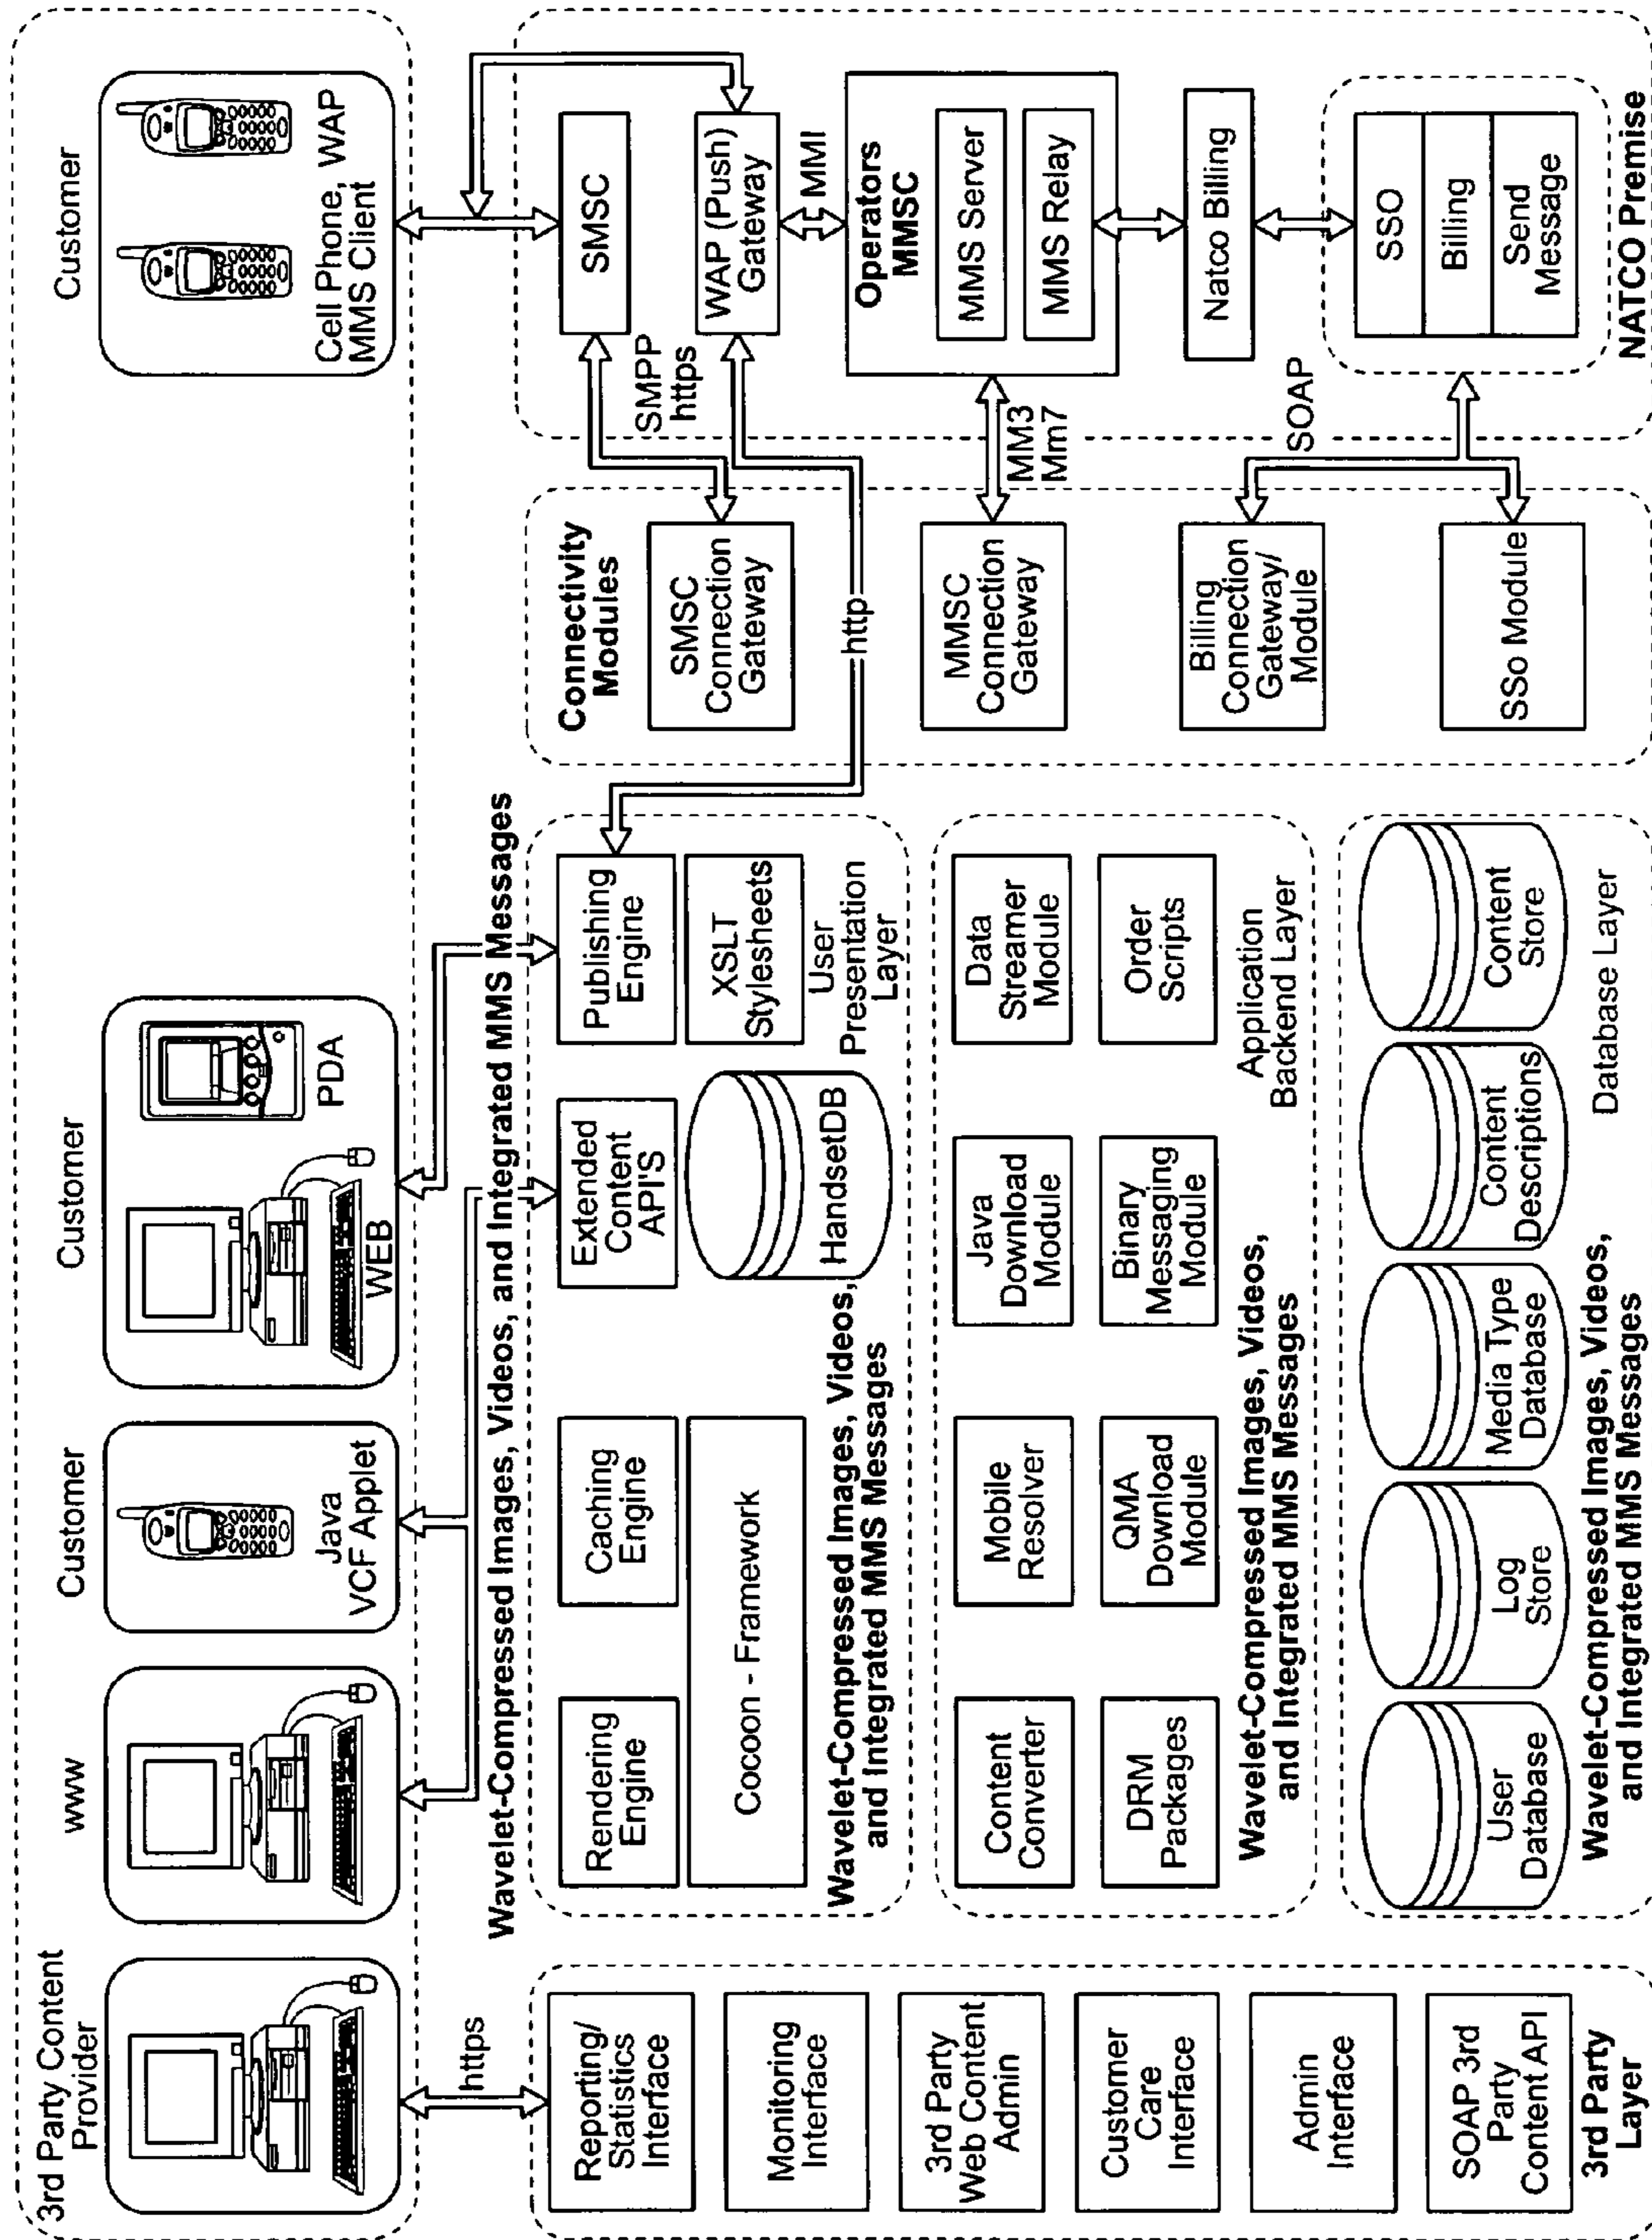 3rd Party Content
Provider
www
Customer
Customer
Customer
Java
VCF Applet
WEB
PDA
Cell Phone, WAP
MMS Client
https
Wavelet-Compressed Images, Videos, and Integrated MMS Messages
Reporting/
Statistics
Interface
Monitoring
Interface
3rd Party
Web Content
Admin
Customer
Care
Interface
Admin
Interface
SOAP 3rd
Party
Content API
3rd Party
Layer
Rendering
Engine
Caching
Engine
Extended
Content
API'S
Publishing
Engine
Cocoon - Framework
HandsetDB
XSLT
Stylesheets
User
Presentation
Layer
Wavelet-Compressed Images, Videos,
and Integrated MMS Messages
Content
Converter
Mobile
Resolver
Java
Download
Module
Data
Streamer
Module
DRM
Packages
QMA
Download
Module
Binary
Messaging
Module
Order
Scripts
Application
Backend Layer
Wavelet-Compressed Images, Videos,
and Integrated MMS Messages
User
Database
Log
Store
Media Type
Database
Content
Descriptions
Content
Store
Database Layer
Wavelet-Compressed Images, Videos,
and Integrated MMS Messages
Connectivity
Modules
SMSC
Connection
Gateway
http
MMSC
Connection
Gateway
Billing
Connection
Gateway/
Module
SSo Module
SMPP
https
MM3
Mm7
SOAP
SMSC
WAP (Push)
Gateway
MMI
Operators
MMSC
MMS Server
MMS Relay
Natco Billing
SSO
Billing
Send
Message
NATCO Premise